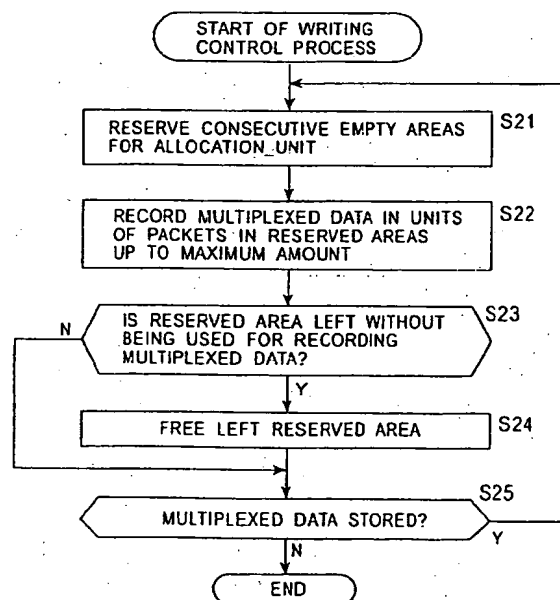 START OF WRITING
CONTROL PROCESS
RESERVE CONSECUTIVE EMPTY AREAS
FOR ALLOCATION_UNIT
S21
RECORD MULTIPLEXED DATA IN UNITS
OF PACKETS IN RESERVED AREAS
UP TO MAXIMUM AMOUNT
S22
IS RESERVED AREA LEFT WITHOUT
BEING USED FOR RECORDING
MULTIPLEXED DATA?
S23
N
Y
FREE LEFT RESERVED AREA
S24
MULTIPLEXED DATA STORED?
S25
Y
N
END